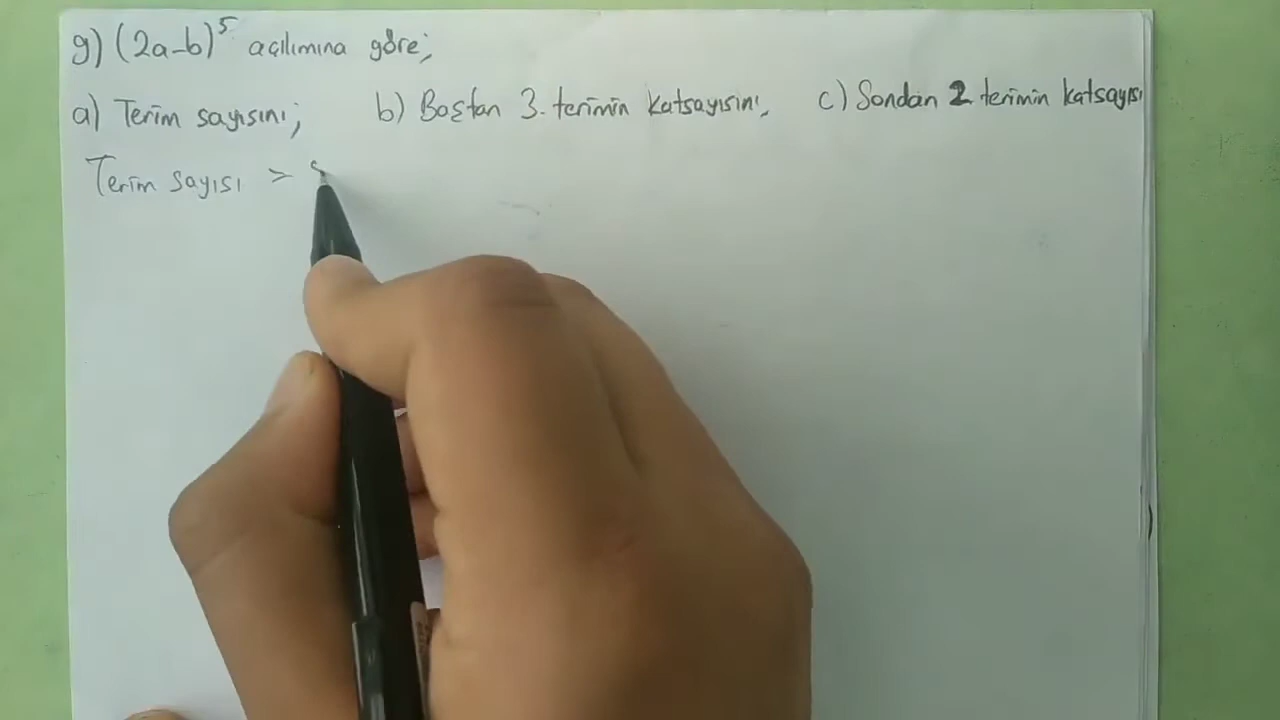 g) (2a-b)⁵ açılımına göre;
a) Terim sayısını; b) Baştan 3. terimin katsayısını, c) Sondan 2 terimin katsayısı
Terim sayısı =